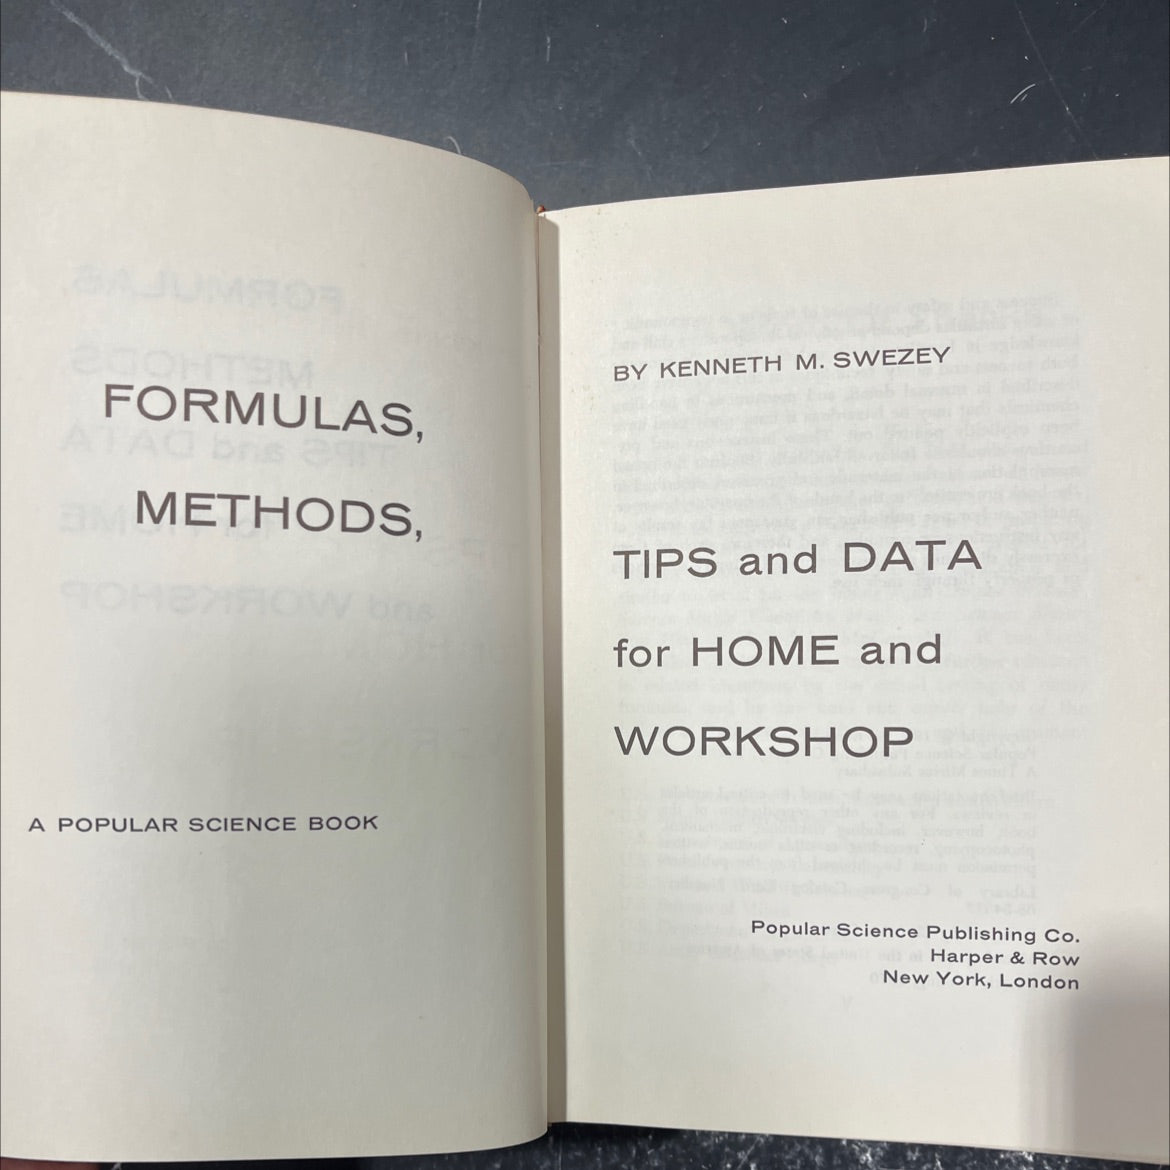 FORMULAS,
METHODS,
A POPULAR SCIENCE BOOK
BY KENNETH M. SWEZEY
TIPS and DATA
for HOME and
WORKSHOP
Popular Science Publishing Co.
Harper & Row
New York, London